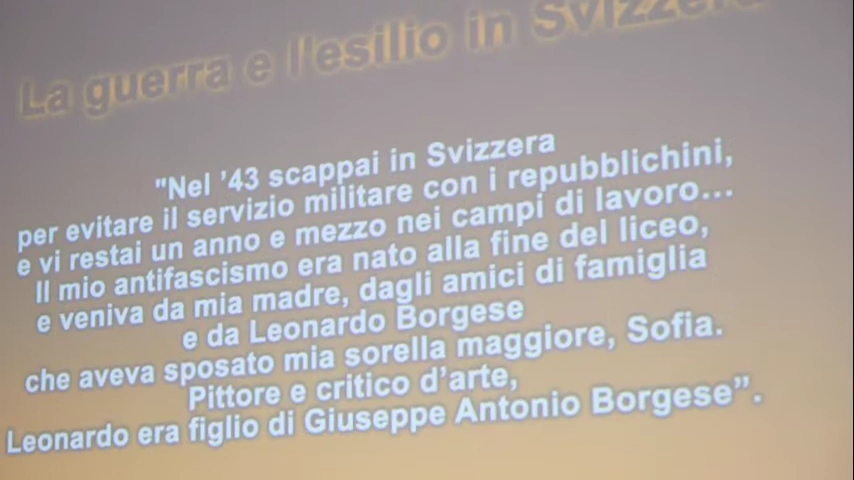 La guerra e l'esilio in Svizzera
"Nel '43 scappai in Svizzera
per evitare il servizio militare con i repubblichini,
e vi restai un anno e mezzo nei campi di lavoro...
Il mio antifascismo era nato alla fine del liceo,
e veniva da mia madre, dagli amici di famiglia
e da Leonardo Borgese
che aveva sposato mia sorella maggiore, Sofia.
Pittore e critico d'arte,
Leonardo era figlio di Giuseppe Antonio Borgese”.